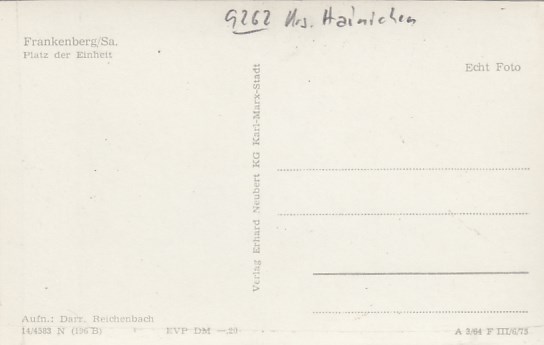 9262 Krs. Hainichen
Frankenberg/Sa.
Platz der Einheit
Echt Foto
Verlag Erhard Neubert KG Karl-Marx-Stadt
Aufn.: Darr, Reichenbach
14/4583 N (196 B) EVP DM —.20
A 3/64 F III/6/75